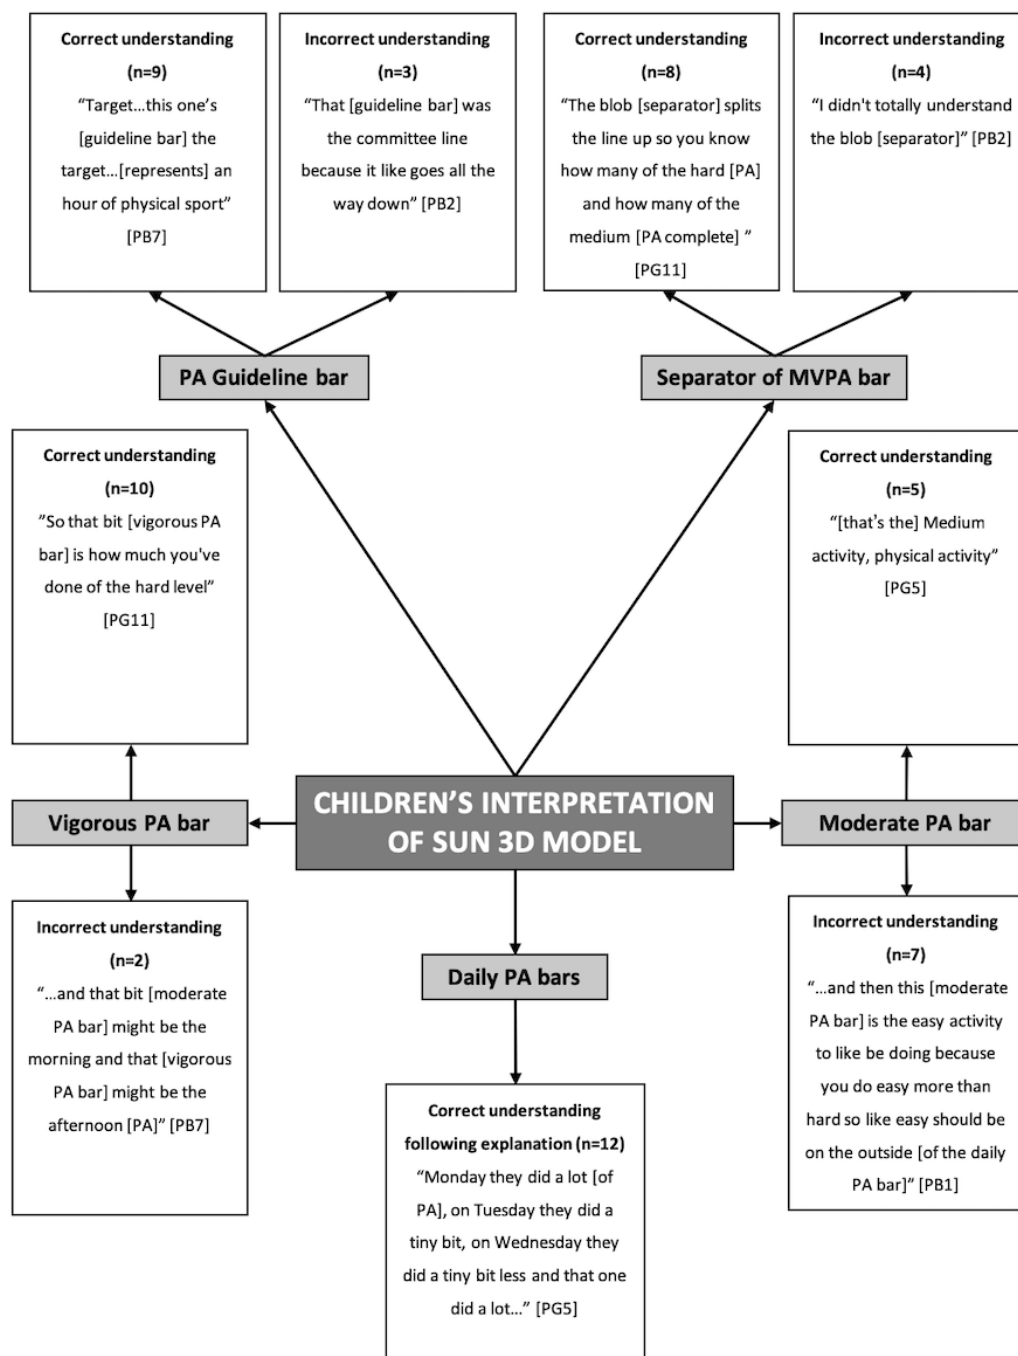 Correct understanding
(n=9)
“Target...this one’s
[guideline bar] the
target...[represents] an
hour of physical sport”
[PB7]
Incorrect understanding
(n=3)
“That [guideline bar] was
the committee line
because it like goes all the
way down” [PB2]
Correct understanding
(n=8)
“The blob [separator] splits
the line up so you know
how many of the hard [PA]
and how many of the
medium [PA complete] ”
[PG11]
Incorrect understanding
(n=4)
“I didn't totally understand
the blob [separator]” [PB2]
PA Guideline bar
Separator of MVPA bar
Correct understanding
(n=10)
”So that bit [vigorous PA
bar] is how much you've
done of the hard level”
[PG11]
Correct understanding
(n=5)
“[that’s the] Medium
activity, physical activity”
[PG5]
Vigorous PA bar
CHILDREN’S INTERPRETATION
OF SUN 3D MODEL
Moderate PA bar
Incorrect understanding
(n=2)
“...and that bit [moderate
PA bar] might be the
morning and that [vigorous
PA bar] might be the
afternoon [PA]” [PB7]
Daily PA bars
Incorrect understanding
(n=7)
“...and then this [moderate
PA bar] is the easy activity
to like be doing because
you do easy more than
hard so like easy should be
on the outside [of the daily
PA bar]” [PB1]
Correct understanding
following explanation (n=12)
“Monday they did a lot [of
PA], on Tuesday they did a
tiny bit, on Wednesday they
did a tiny bit less and that one
did a lot...” [PG5]